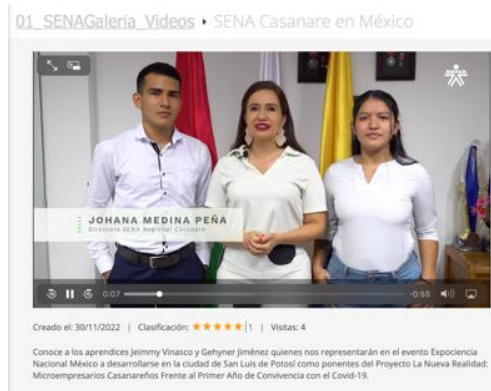 01_SENAGaleria_Videos ▸ SENA Casanare en México
SENA
JOHANA MEDINA PEÑA
Directora SENA Regional Casanare
0:07
-0:55
Creado el: 30/11/2022 | Clasificación: ★★★★★ | 1 | Visitas: 4
Conoce a los aprendices Jeimmy Vinasco y Gehyner Jiménez quienes nos representarán en el evento Expociencia
Nacional México a desarrollarse en la ciudad de San Luis de Potosí como ponentes del Proyecto La Nueva Realidad:
Microempresarios Casanareños Frente al Primer Año de Convivencia con el Covid-19.